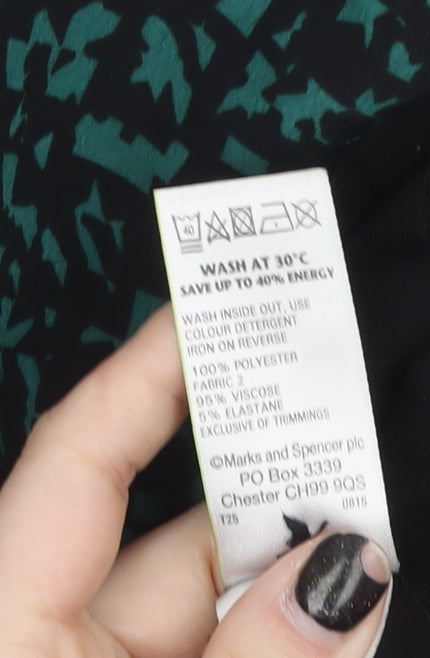 40
WASH AT 30°C
SAVE UP TO 40% ENERGY
WASH INSIDE OUT, USE
COLOUR DETERGENT
IRON ON REVERSE
100% POLYESTER
FABRIC 2
95% VISCOSE
5% ELASTANE
EXCLUSIVE OF TRIMMINGS
©Marks and Spencer plc
PO Box 3339
Chester CH99 9QS
T25 0815